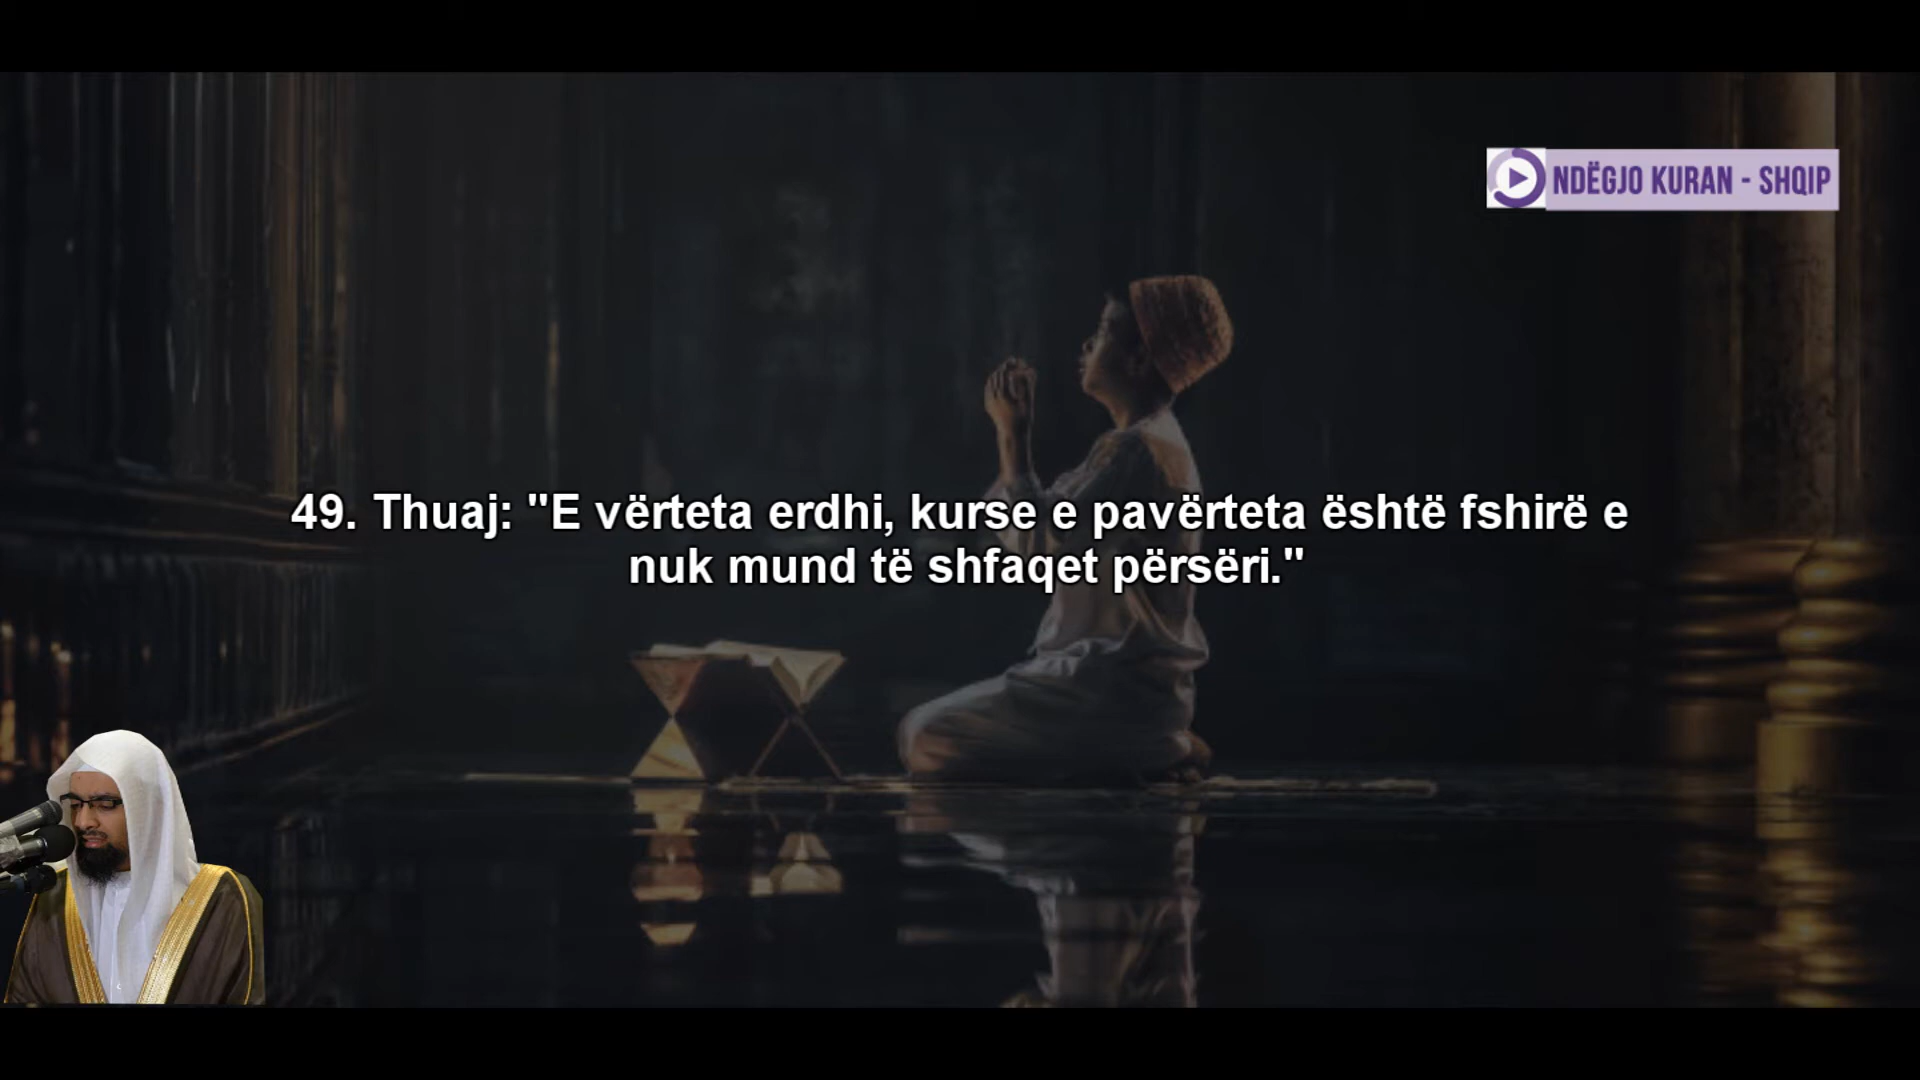 NDËGJO KURAN - SHQIP
49. Thuaj: "E vërteta erdhi, kurse e pavërteta është fshirë e
nuk mund të shfaqet përsëri."